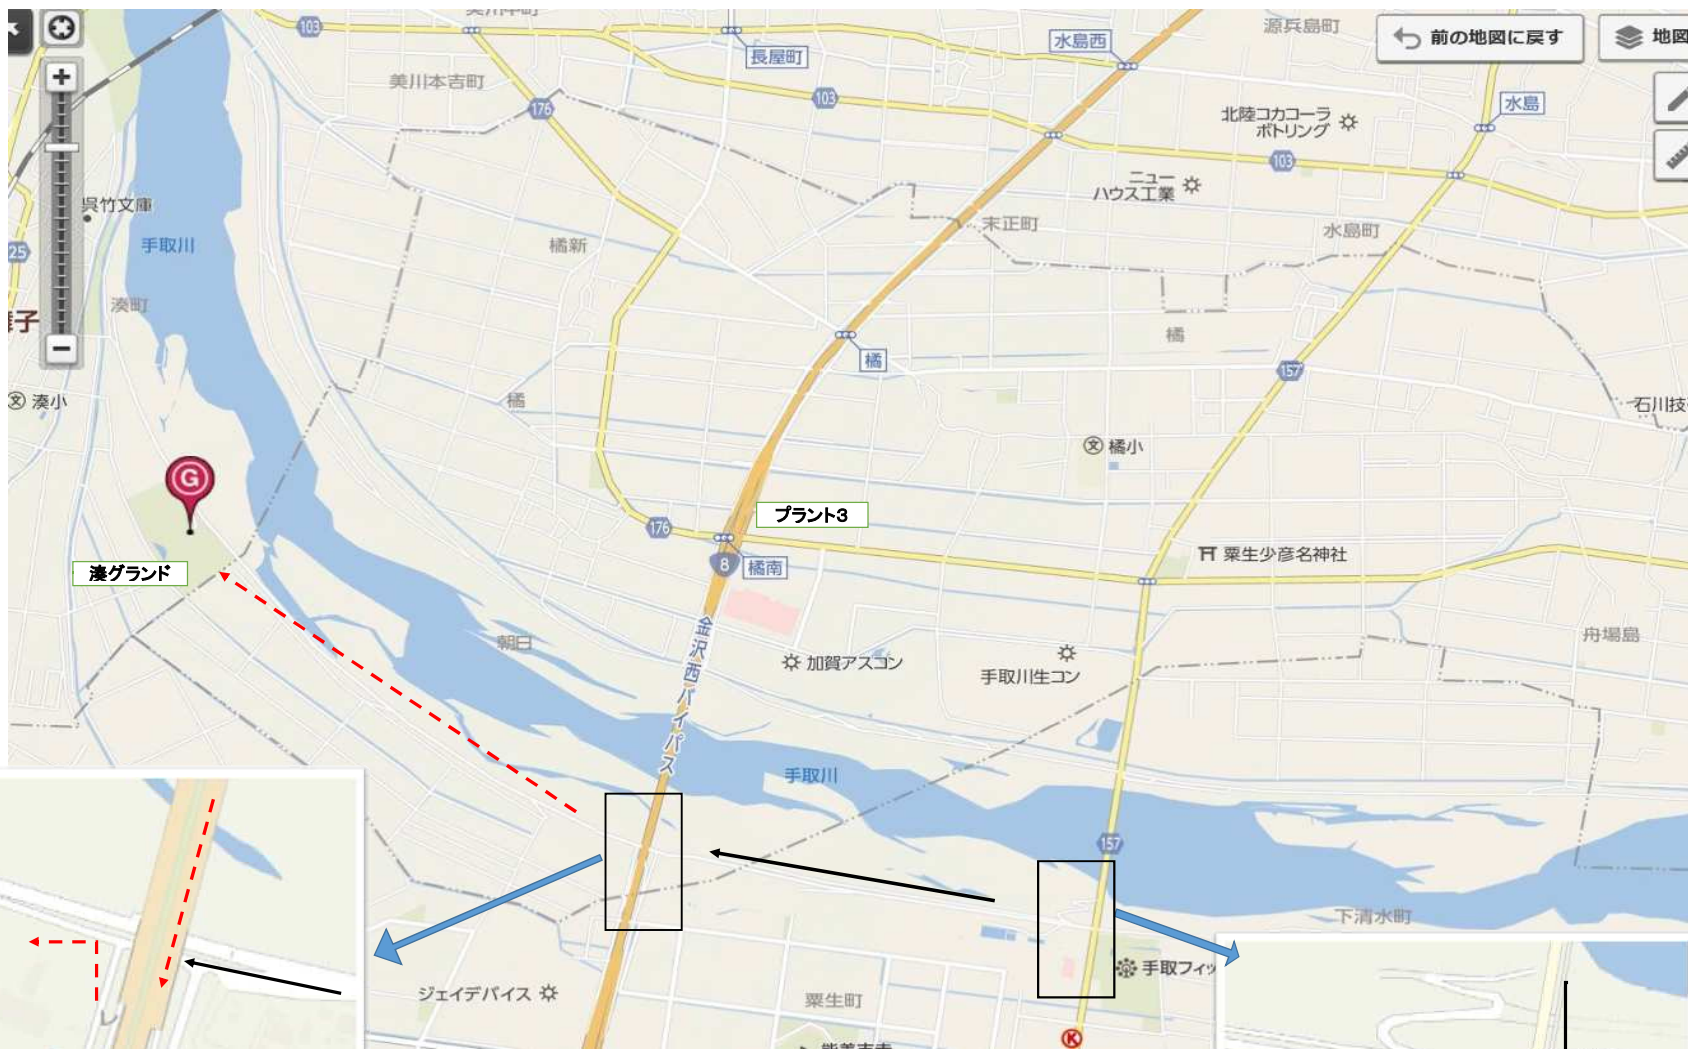 103
長屋町
水島西
源兵島町
前の地図に戻す
地図
美川本吉町
176
103
北陸コカコーラ
ボトリング
水島
103
ニュー
ハウス工業
呉竹文庫
手取川
25
橘新
末正町
水島町
湊町
子
橘
橘
157
湊小
橘
橘小
石川技
G
プラント3
176
8
橘南
粟生少彦名神社
湊グランド
金沢西バイパス
朝日
加賀アスコン
手取川生コン
舟場島
手取川
157
下清水町
手取フィッ
ジェイデバイス
粟生町
K